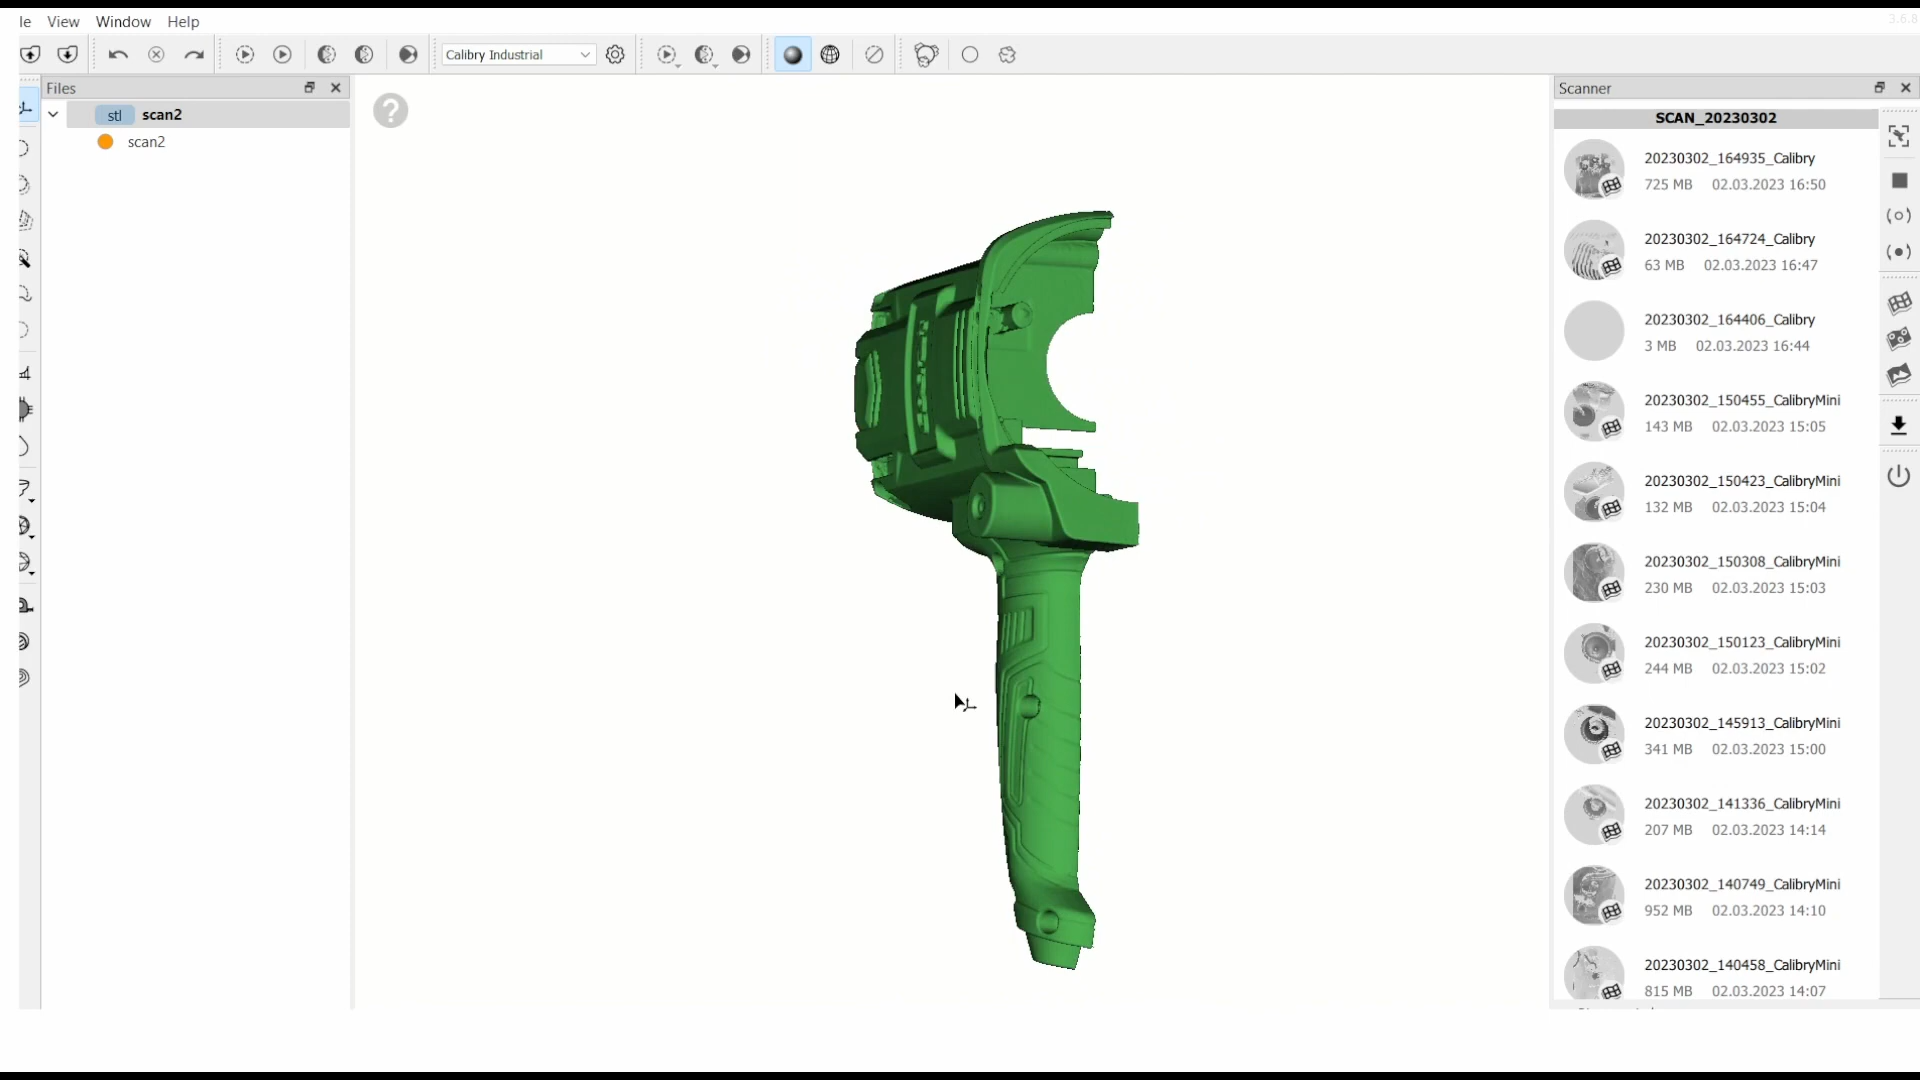 3.6.8
le View Window Help
Calibry Industrial
Files
stl scan2
scan2
?
Scanner
SCAN_20230302
20230302_164935_Calibry
725 MB 02.03.2023 16:50
20230302_164724_Calibry
63 MB 02.03.2023 16:47
20230302_164406_Calibry
3 MB 02.03.2023 16:44
20230302_150455_CalibryMini
143 MB 02.03.2023 15:05
20230302_150423_CalibryMini
132 MB 02.03.2023 15:04
20230302_150308_CalibryMini
230 MB 02.03.2023 15:03
20230302_150123_CalibryMini
244 MB 02.03.2023 15:02
20230302_145913_CalibryMini
341 MB 02.03.2023 15:00
20230302_141336_CalibryMini
207 MB 02.03.2023 14:14
20230302_140749_CalibryMini
952 MB 02.03.2023 14:10
20230302_140458_CalibryMini
815 MB 02.03.2023 14:07